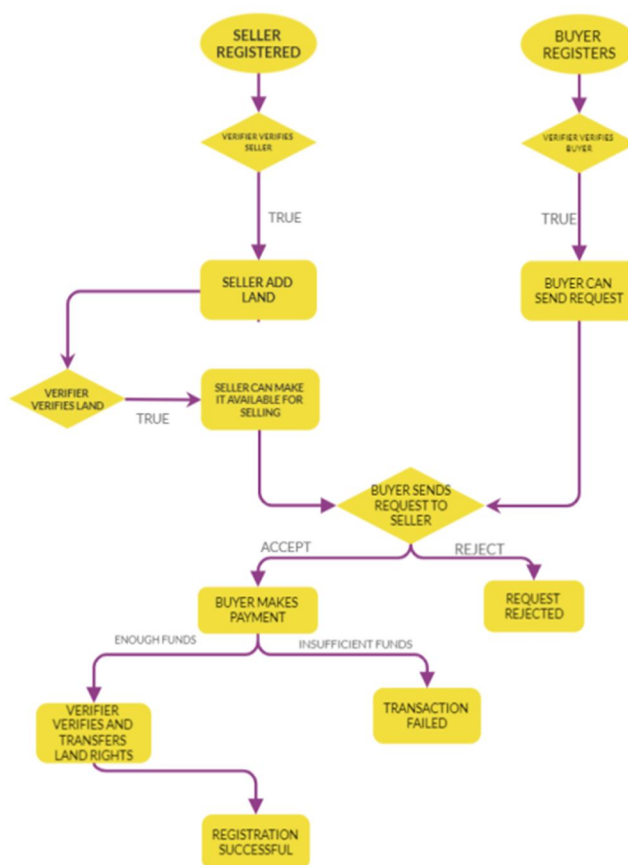 SELLER
REGISTERED
BUYER
REGISTERS
VERIFIER VERIFIES
SELLER
VERIFIER VERIFIES
BUYER
TRUE
TRUE
SELLER ADD
LAND
BUYER CAN
SEND REQUEST
VERIFIER
VERIFIES LAND
TRUE
SELLER CAN MAKE
IT AVAILABLE FOR
SELLING
BUYER SENDS
REQUEST TO
SELLER
ACCEPT
REJECT
BUYER MAKES
PAYMENT
REQUEST
REJECTED
ENOUGH FUNDS
INSUFFICIENT FUNDS
VERIFIER
VERIFIES AND
TRANSFERS
LAND RIGHTS
TRANSACTION
FAILED
REGISTRATION
SUCCESSFUL